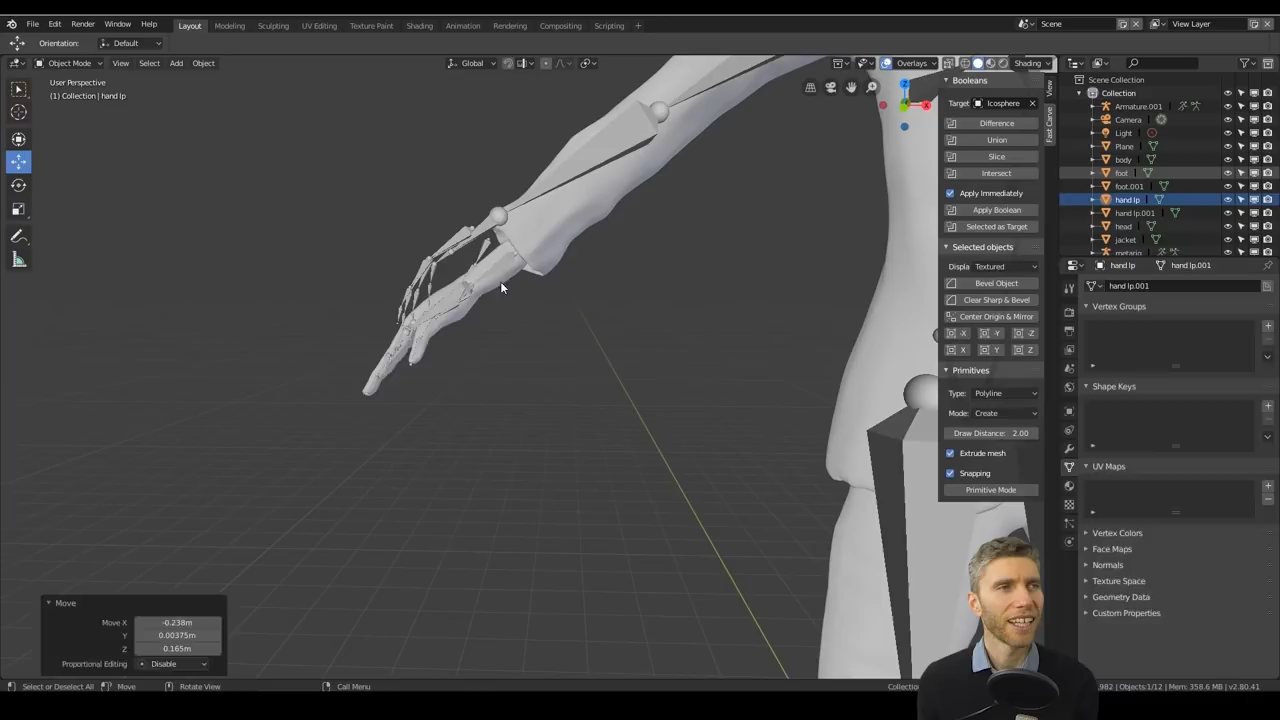 File Edit Render Window Help Layout Modeling Sculpting UV Editing Texture Paint Shading Animation Rendering Compositing Scripting + Scene View Layer
Orientation: Default
Object Mode View Select Add Object Global Overlays Shading
User Perspective
(1) Collection | hand lp
Booleans
Target Icosphere
Difference
Union
Slice
Intersect
Apply Immediately
Apply Boolean
Selected as Target
Selected objects
Displa Textured
Bevel Object
Clear Sharp & Bevel
Center Origin & Mirror
-X -Y -Z
X Y Z
Primitives
Type: Polyline
Mode: Create
Draw Distance: 2.00
Extrude mesh
Snapping
Primitive Mode
View
Fast Carve
Scene Collection
Collection
Armature.001
Camera
Light
Plane
body
foot
foot.001
hand lp
hand lp.001
head
jacket
metarig
hand lp hand lp.001
hand lp.001
Vertex Groups
Shape Keys
UV Maps
Vertex Colors
Face Maps
Normals
Texture Space
Geometry Data
Custom Properties
Move
Move X -0.238m
Y 0.00375m
Z 0.165m
Proportional Editing Disable
Select or Deselect All Move Rotate View Call Menu Collection ,982 | Objects:1/12 | Mem: 358.6 MB | v2.80.41